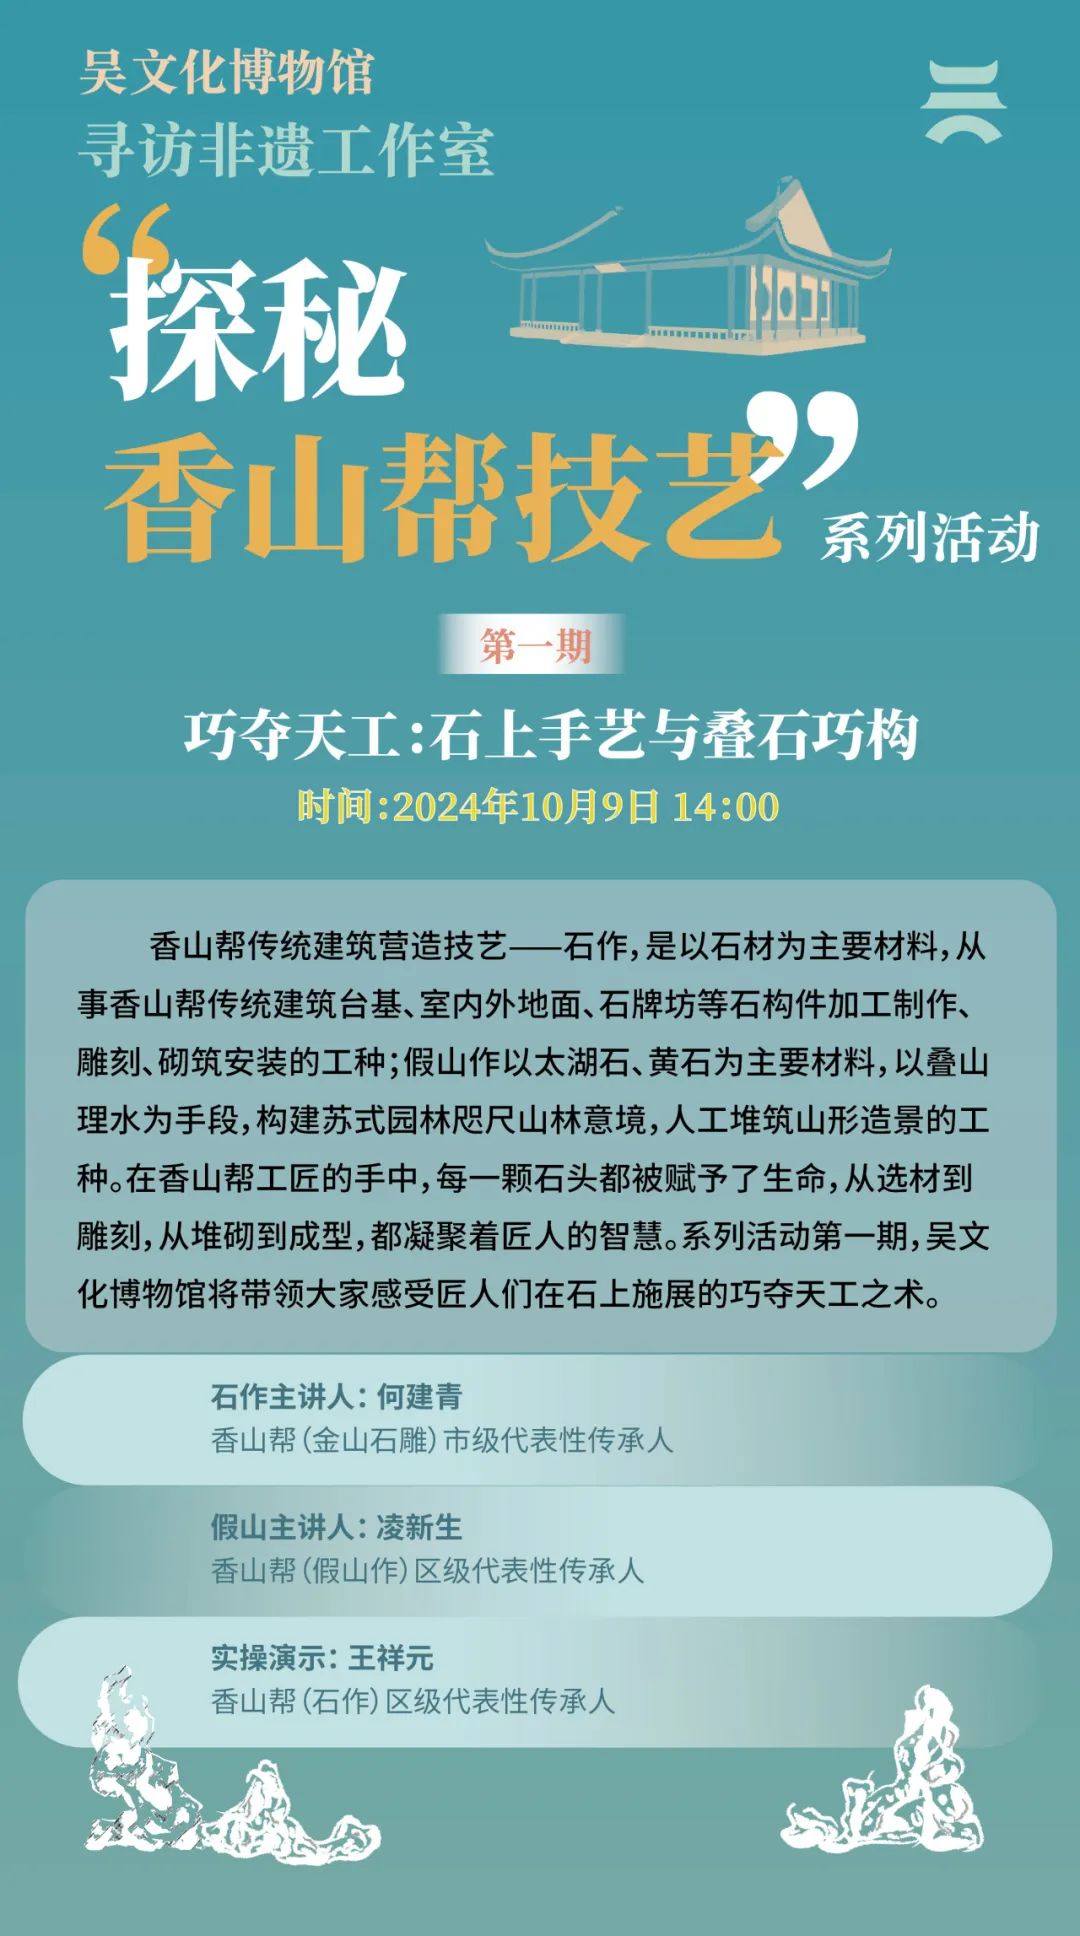 吴文化博物馆
寻访非遗工作室
“探秘
香山帮技艺”系列活动
第一期
巧夺天工：石上手艺与叠石巧构
时间：2024年10月9日 14：00
香山帮传统建筑营造技艺——石作，是以石材为主要材料，从
事香山帮传统建筑台基、室内外地面、石牌坊等石构件加工制作、
雕刻、砌筑安装的工种；假山作以太湖石、黄石为主要材料，以叠山
理水为手段，构建苏式园林咫尺山林意境，人工堆筑山形造景的工
种。在香山帮工匠的手中，每一颗石头都被赋予了生命，从选材到
雕刻，从堆砌到成型，都凝聚着匠人的智慧。系列活动第一期，吴文
化博物馆将带领大家感受匠人们在石上施展的巧夺天工之术。
石作主讲人：何建青
香山帮（金山石雕）市级代表性传承人
假山主讲人：凌新生
香山帮（假山作）区级代表性传承人
实操演示：王祥元
香山帮（石作）区级代表性传承人